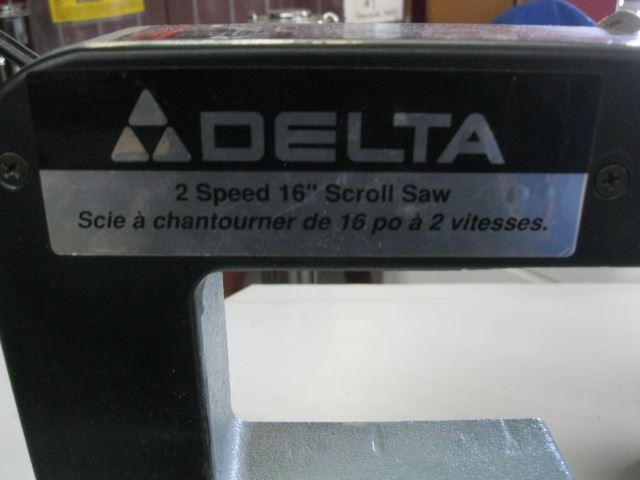 DELTA
2 Speed 16" Scroll Saw
Scie à chantourner de 16 po à 2 vitesses.